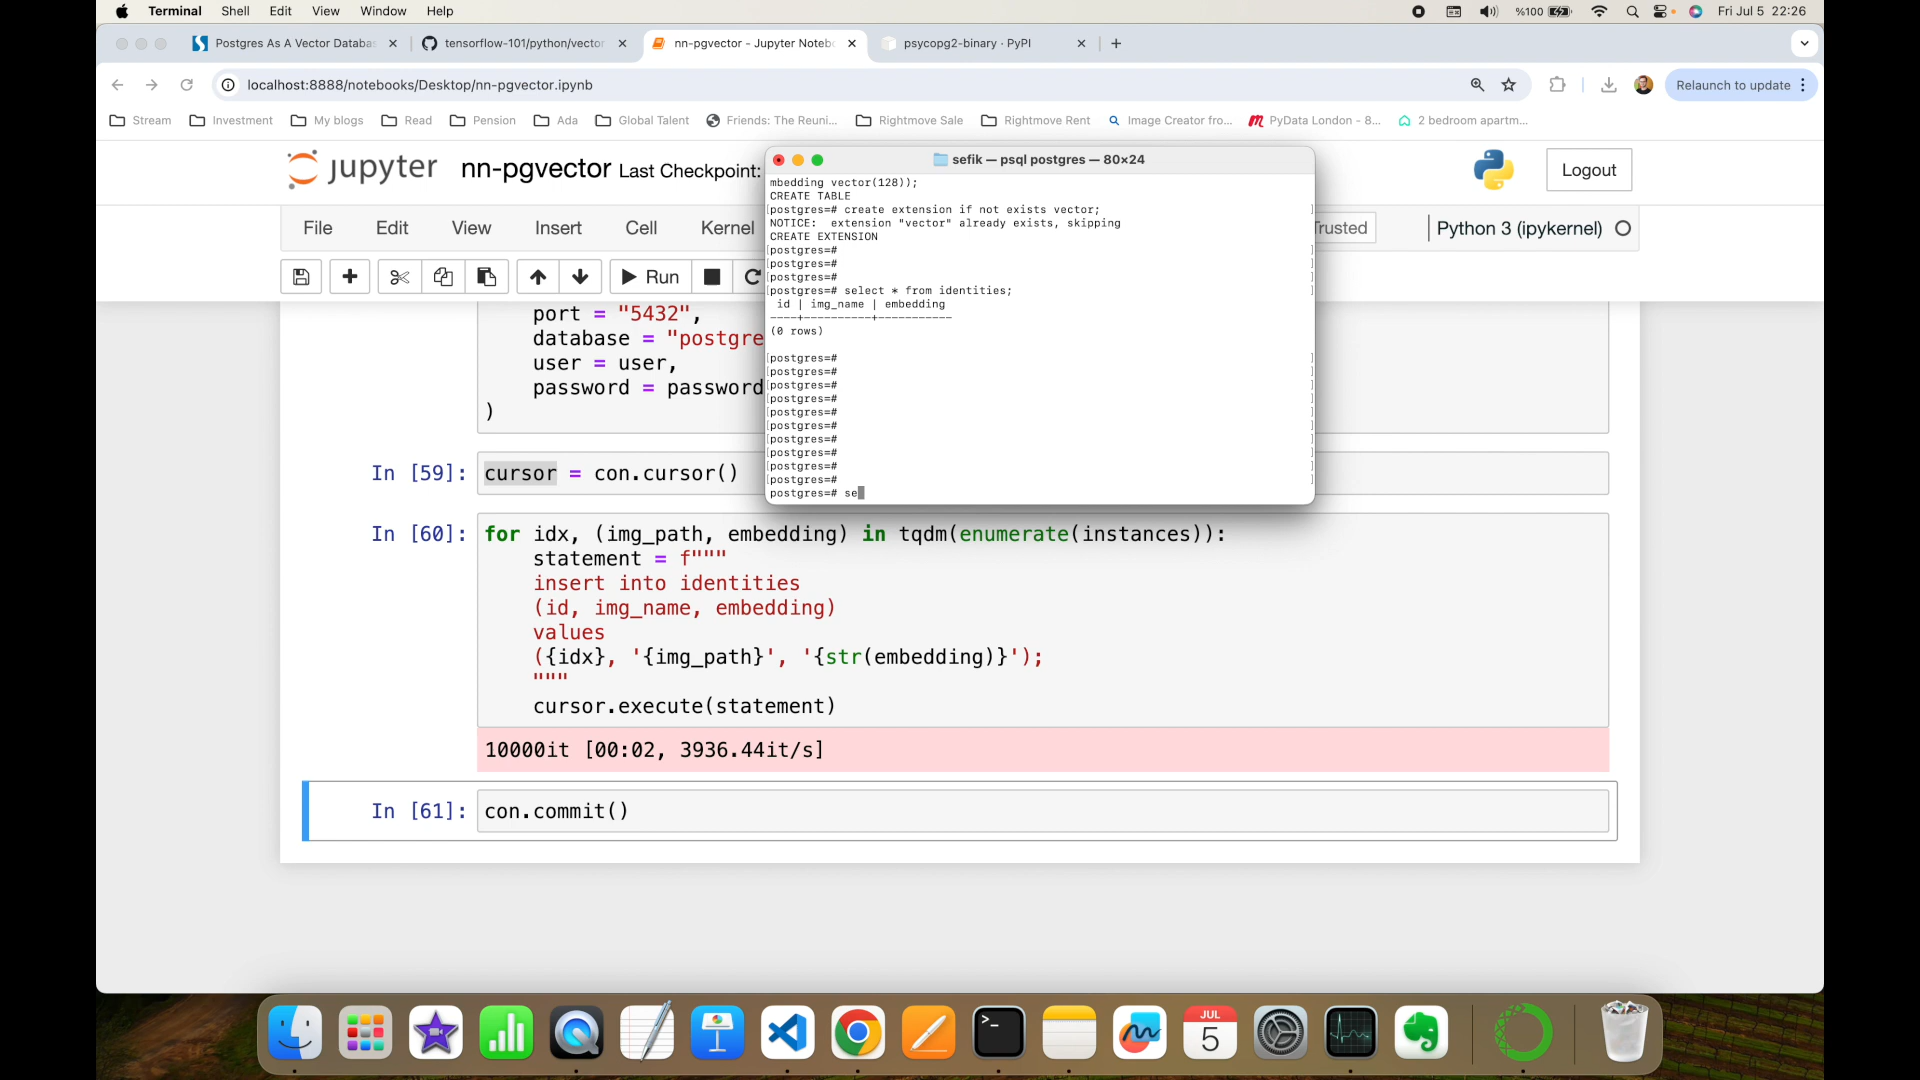 Terminal Shell Edit View Window Help %100 Fri Jul 5 22:26
Postgres As A Vector Databas tensorflow-101/python/vector nn-pgvector - Jupyter Noteb psycopg2-binary · PyPI
localhost:8888/notebooks/Desktop/nn-pgvector.ipynb Relaunch to update
Stream Investment My blogs Read Pension Ada Global Talent Friends: The Reuni... Rightmove Sale Rightmove Rent Image Creator fro... PyData London - 8... 2 bedroom apartm...
jupyter nn-pgvector Last Checkpoint: Logout
File Edit View Insert Cell Kernel Trusted Python 3 (ipykernel)
Run
sefik — psql postgres — 80×24
mbedding vector(128));
CREATE TABLE
[postgres=# create extension if not exists vector; ]
NOTICE:  extension "vector" already exists, skipping
CREATE EXTENSION
[postgres=# ]
[postgres=# ]
[postgres=# ]
[postgres=# select * from identities; ]
id | img_name | embedding
----+----------+-----------
(0 rows)
[postgres=# ]
[postgres=# ]
[postgres=# ]
[postgres=# ]
[postgres=# ]
[postgres=# ]
[postgres=# ]
[postgres=# ]
[postgres=# ]
[postgres=# ]
postgres=# se
port = "5432",
database = "postgre
user = user,
password = password
)
In [59]: cursor = con.cursor()
In [60]: for idx, (img_path, embedding) in tqdm(enumerate(instances)):
statement = f"""
insert into identities
(id, img_name, embedding)
values
({idx}, '{img_path}', '{str(embedding)}');
"""
cursor.execute(statement)
10000it [00:02, 3936.44it/s]
In [61]: con.commit()
JUL
5